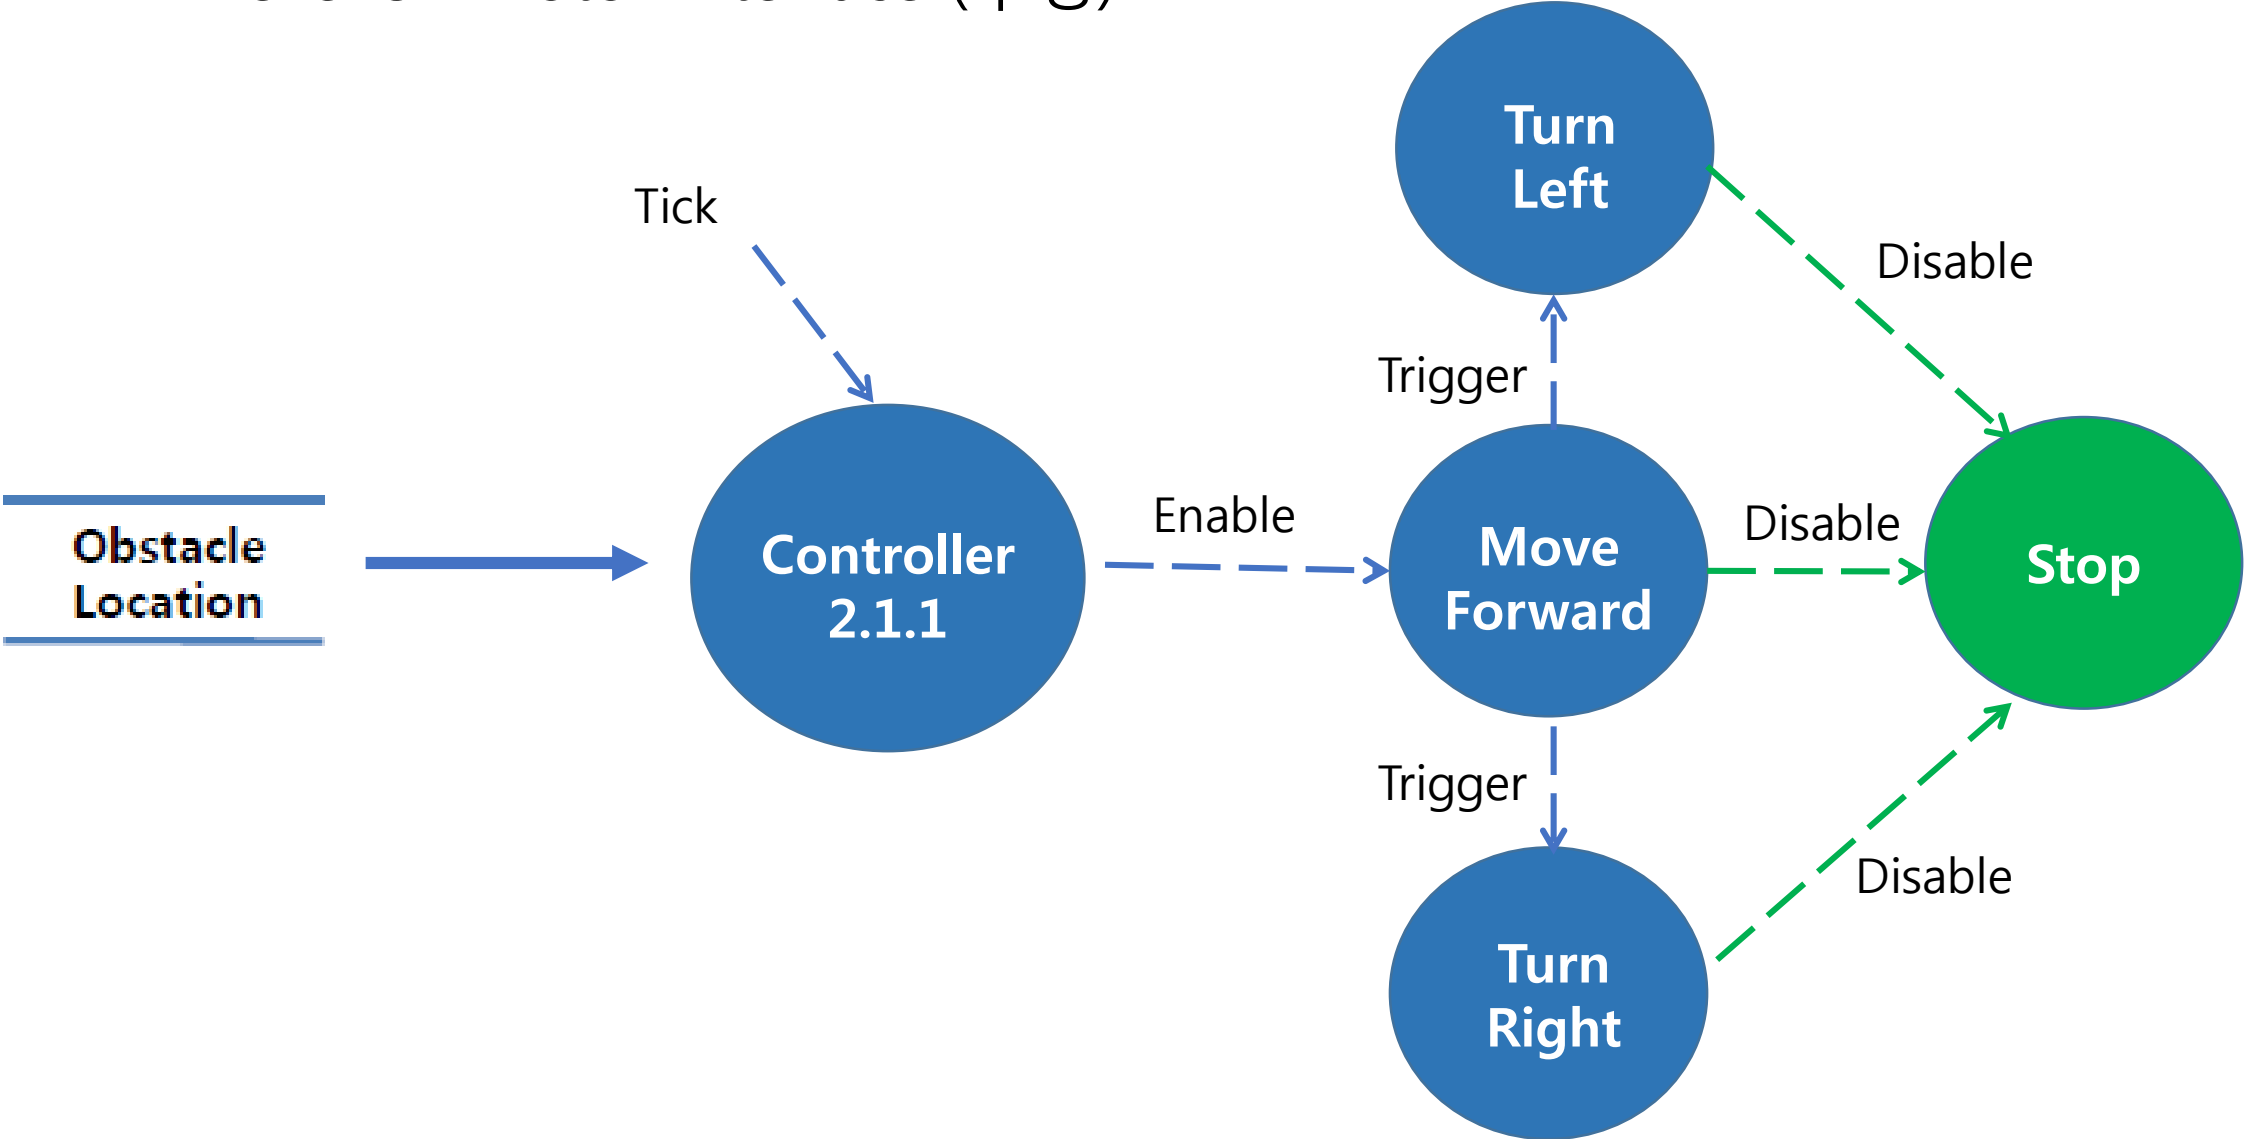 Tick
Turn
Left
Disable
Trigger
Obstacle
Location
Controller
2.1.1
Enable
Move
Forward
Disable
Stop
Trigger
Disable
Turn
Right